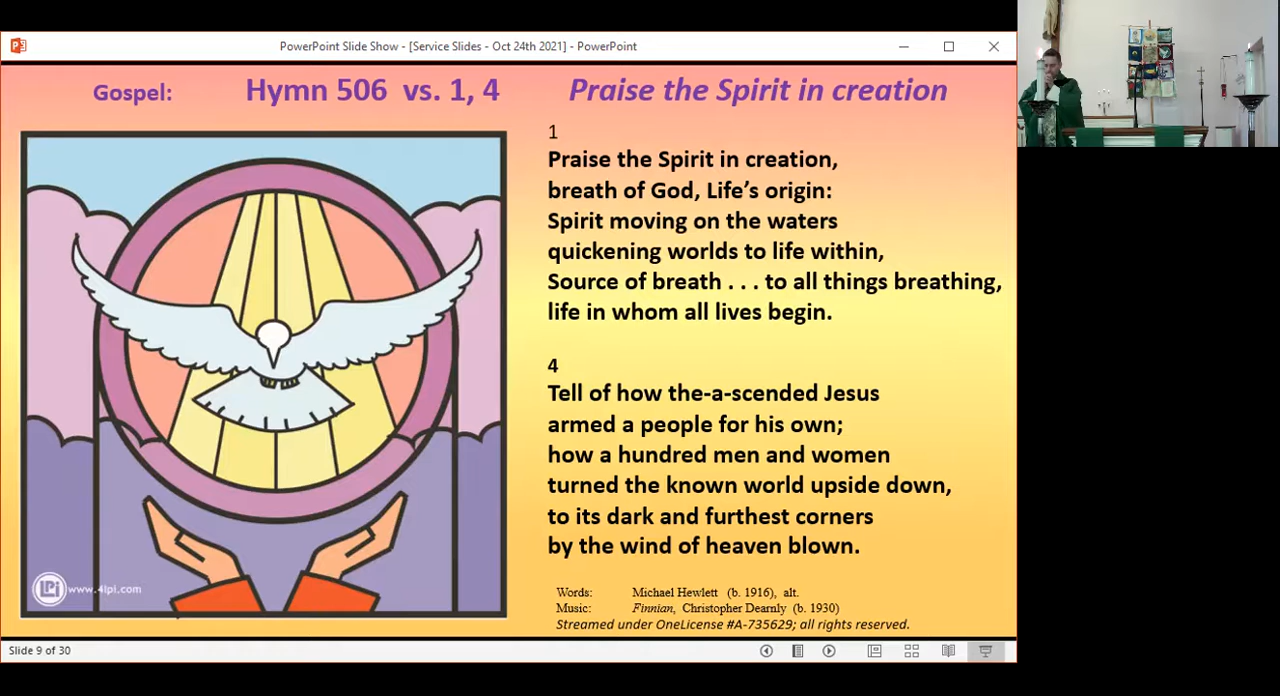 PowerPoint Slide Show - [Service Slides - Oct 24th 2021] - PowerPoint
Gospel: Hymn 506 vs. 1, 4 Praise the Spirit in creation
1
Praise the Spirit in creation,
breath of God, Life's origin:
Spirit moving on the waters
quickening worlds to life within,
Source of breath . . . to all things breathing,
life in whom all lives begin.
4
Tell of how the-a-scended Jesus
armed a people for his own;
how a hundred men and women
turned the known world upside down,
to its dark and furthest corners
by the wind of heaven blown.
LPi www.4lpi.com
Words: Michael Hewlett (b. 1916), alt.
Music: Finnian, Christopher Dearnly (b. 1930)
Streamed under OneLicense #A-735629; all rights reserved.
Slide 9 of 30